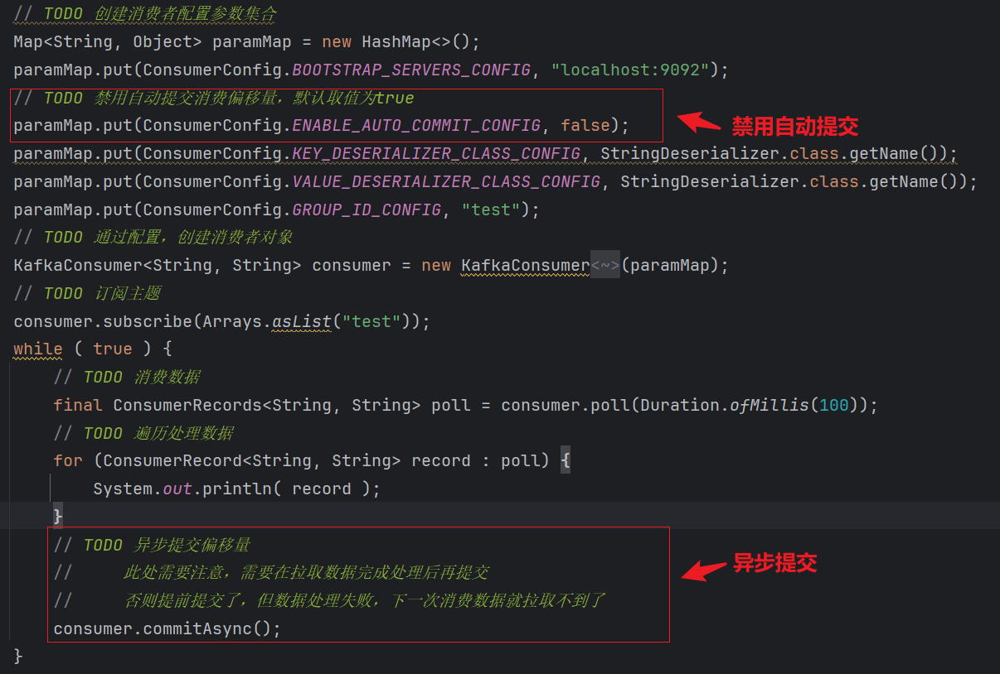 // TODO 创建消费者配置参数集合
Map<String, Object> paramMap = new HashMap<>();
paramMap.put(ConsumerConfig.BOOTSTRAP_SERVERS_CONFIG, "localhost:9092");
// TODO 禁用自动提交消费偏移量，默认取值为true
paramMap.put(ConsumerConfig.ENABLE_AUTO_COMMIT_CONFIG, false);
禁用自动提交
paramMap.put(ConsumerConfig.KEY_DESERIALIZER_CLASS_CONFIG, StringDeserializer.class.getName());
paramMap.put(ConsumerConfig.VALUE_DESERIALIZER_CLASS_CONFIG, StringDeserializer.class.getName());
paramMap.put(ConsumerConfig.GROUP_ID_CONFIG, "test");
// TODO 通过配置，创建消费者对象
KafkaConsumer<String, String> consumer = new KafkaConsumer<~>(paramMap);
// TODO 订阅主题
consumer.subscribe(Arrays.asList("test"));
while ( true ) {
    // TODO 消费数据
    final ConsumerRecords<String, String> poll = consumer.poll(Duration.ofMillis(100));
    // TODO 遍历处理数据
    for (ConsumerRecord<String, String> record : poll) {
        System.out.println( record );
    }
    // TODO 异步提交偏移量
    //     此处需要注意，需要在拉取数据完成处理后再提交
    //     否则提前提交了，但数据处理失败，下一次消费数据就拉取不到了
异步提交
    consumer.commitAsync();
}